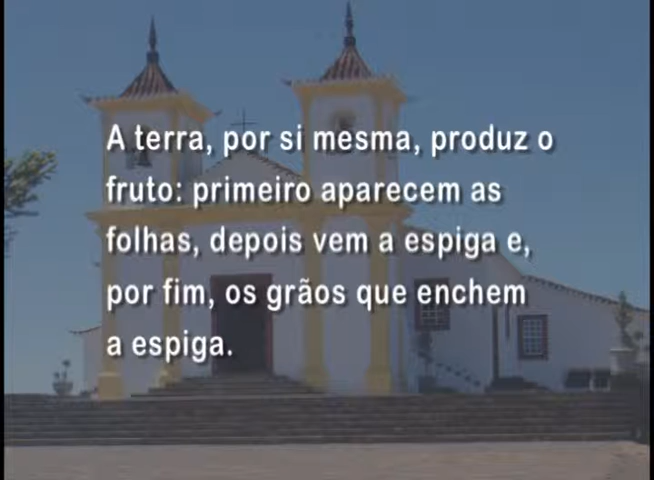 A terra, por si mesma, produz o
fruto: primeiro aparecem as
folhas, depois vem a espiga e,
por fim, os grãos que enchem
a espiga.